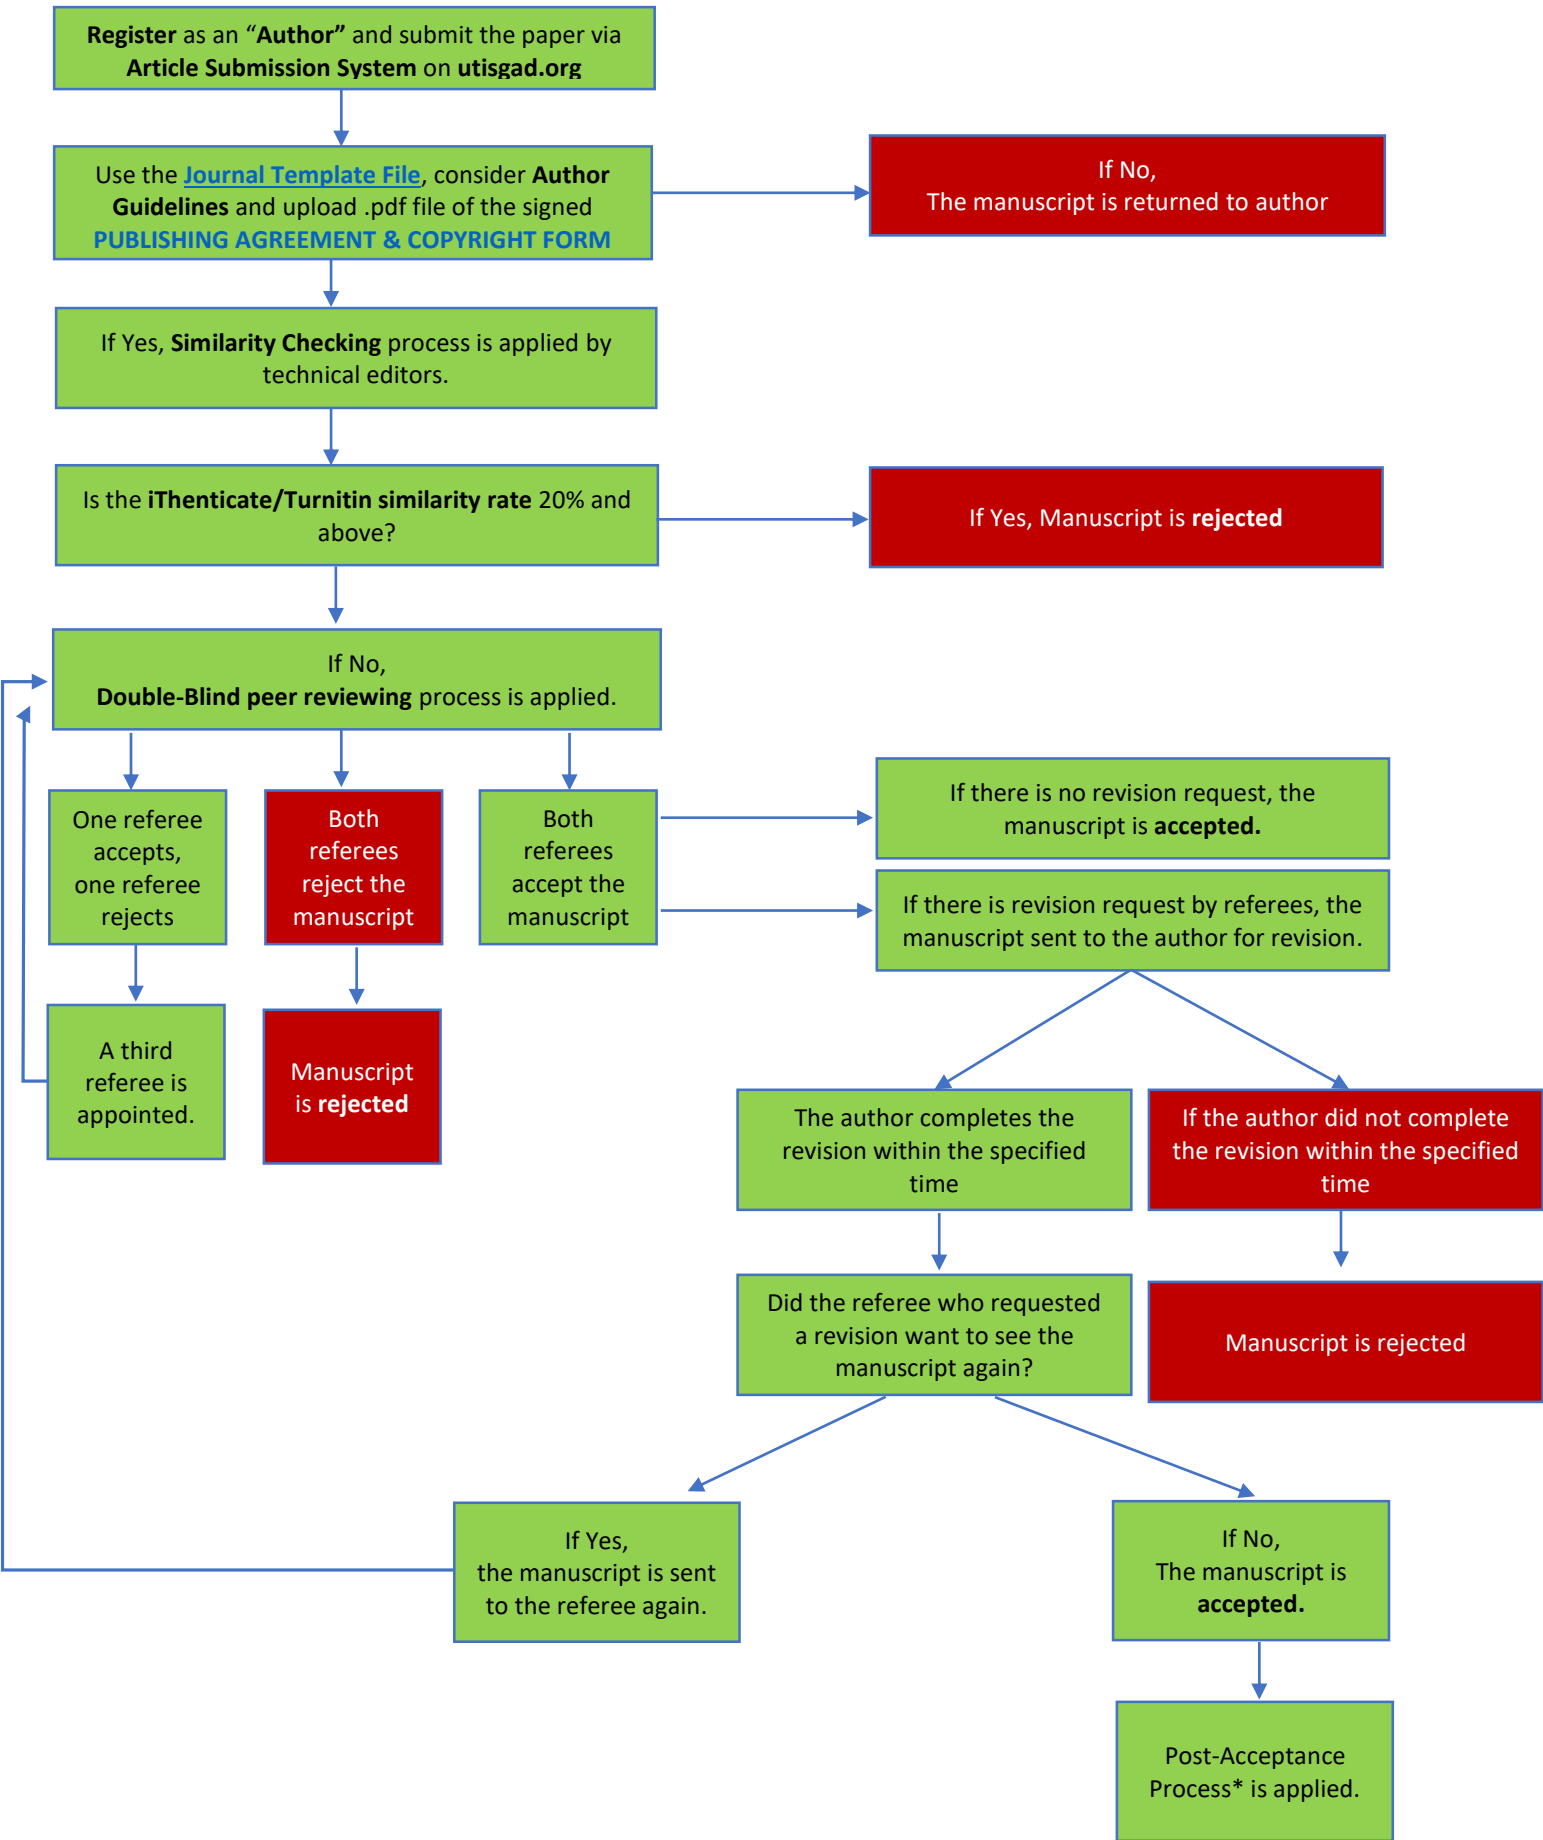 Register as an “Author” and submit the paper via
Article Submission System on utisgad.org
Use the Journal Template File, consider Author
Guidelines and upload .pdf file of the signed
PUBLISHING AGREEMENT & COPYRIGHT FORM
If No,
The manuscript is returned to author
If Yes, Similarity Checking process is applied by
technical editors.
Is the iThenticate/Turnitin similarity rate 20% and
above?
If Yes, Manuscript is rejected
If No,
Double-Blind peer reviewing process is applied.
One referee
accepts,
one referee
rejects
Both
referees
reject the
manuscript
Both
referees
accept the
manuscript
If there is no revision request, the
manuscript is accepted.
If there is revision request by referees, the
manuscript sent to the author for revision.
A third
referee is
appointed.
Manuscript
is rejected
The author completes the
revision within the specified
time
If the author did not complete
the revision within the specified
time
Did the referee who requested
a revision want to see the
manuscript again?
Manuscript is rejected
If Yes,
the manuscript is sent
to the referee again.
If No,
The manuscript is
accepted.
Post-Acceptance
Process* is applied.